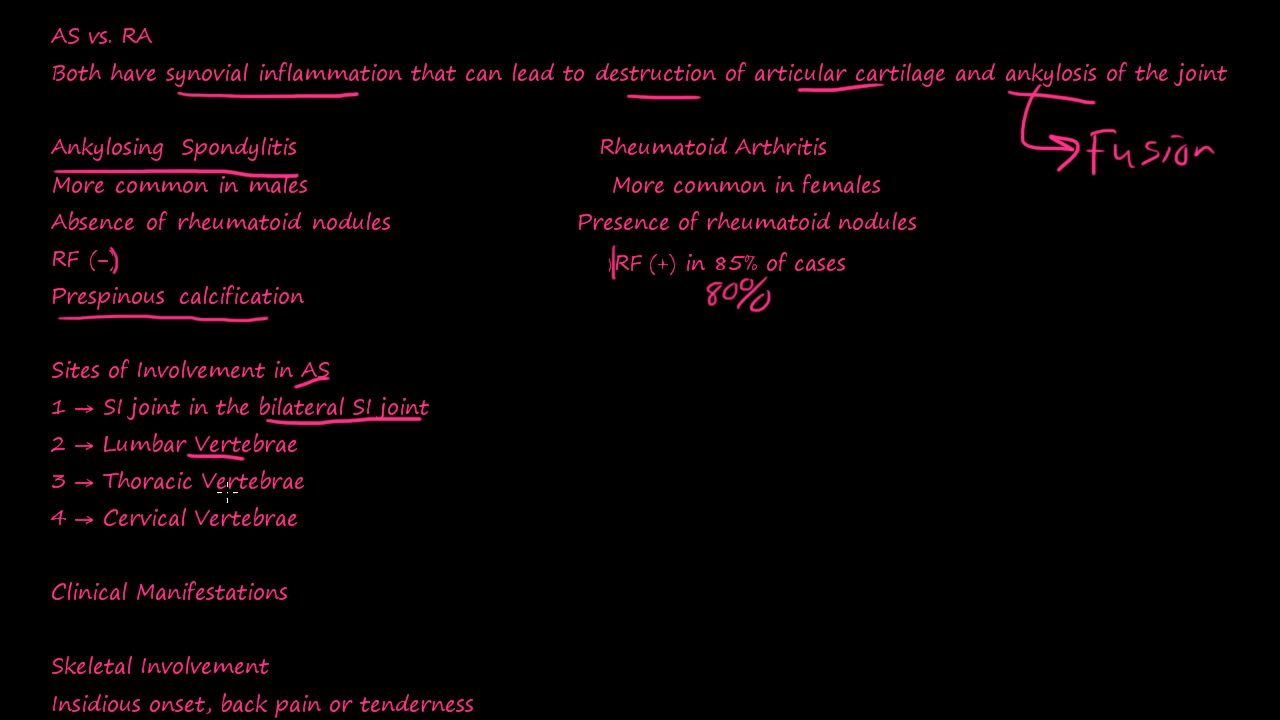 AS vs. RA
Both have synovial inflammation that can lead to destruction of articular cartilage and ankylosis of the joint
Fusion
Ankylosing Spondylitis
More common in males
Absence of rheumatoid nodules
RF (-)
Prespinous calcification
Rheumatoid Arthritis
More common in females
Presence of rheumatoid nodules
RF (+) in 85% of cases
80%
Sites of Involvement in AS
1 → SI joint in the bilateral SI joint
2 → Lumbar Vertebrae
3 → Thoracic Vertebrae
4 → Cervical Vertebrae
Clinical Manifestations
Skeletal Involvement
Insidious onset, back pain or tenderness